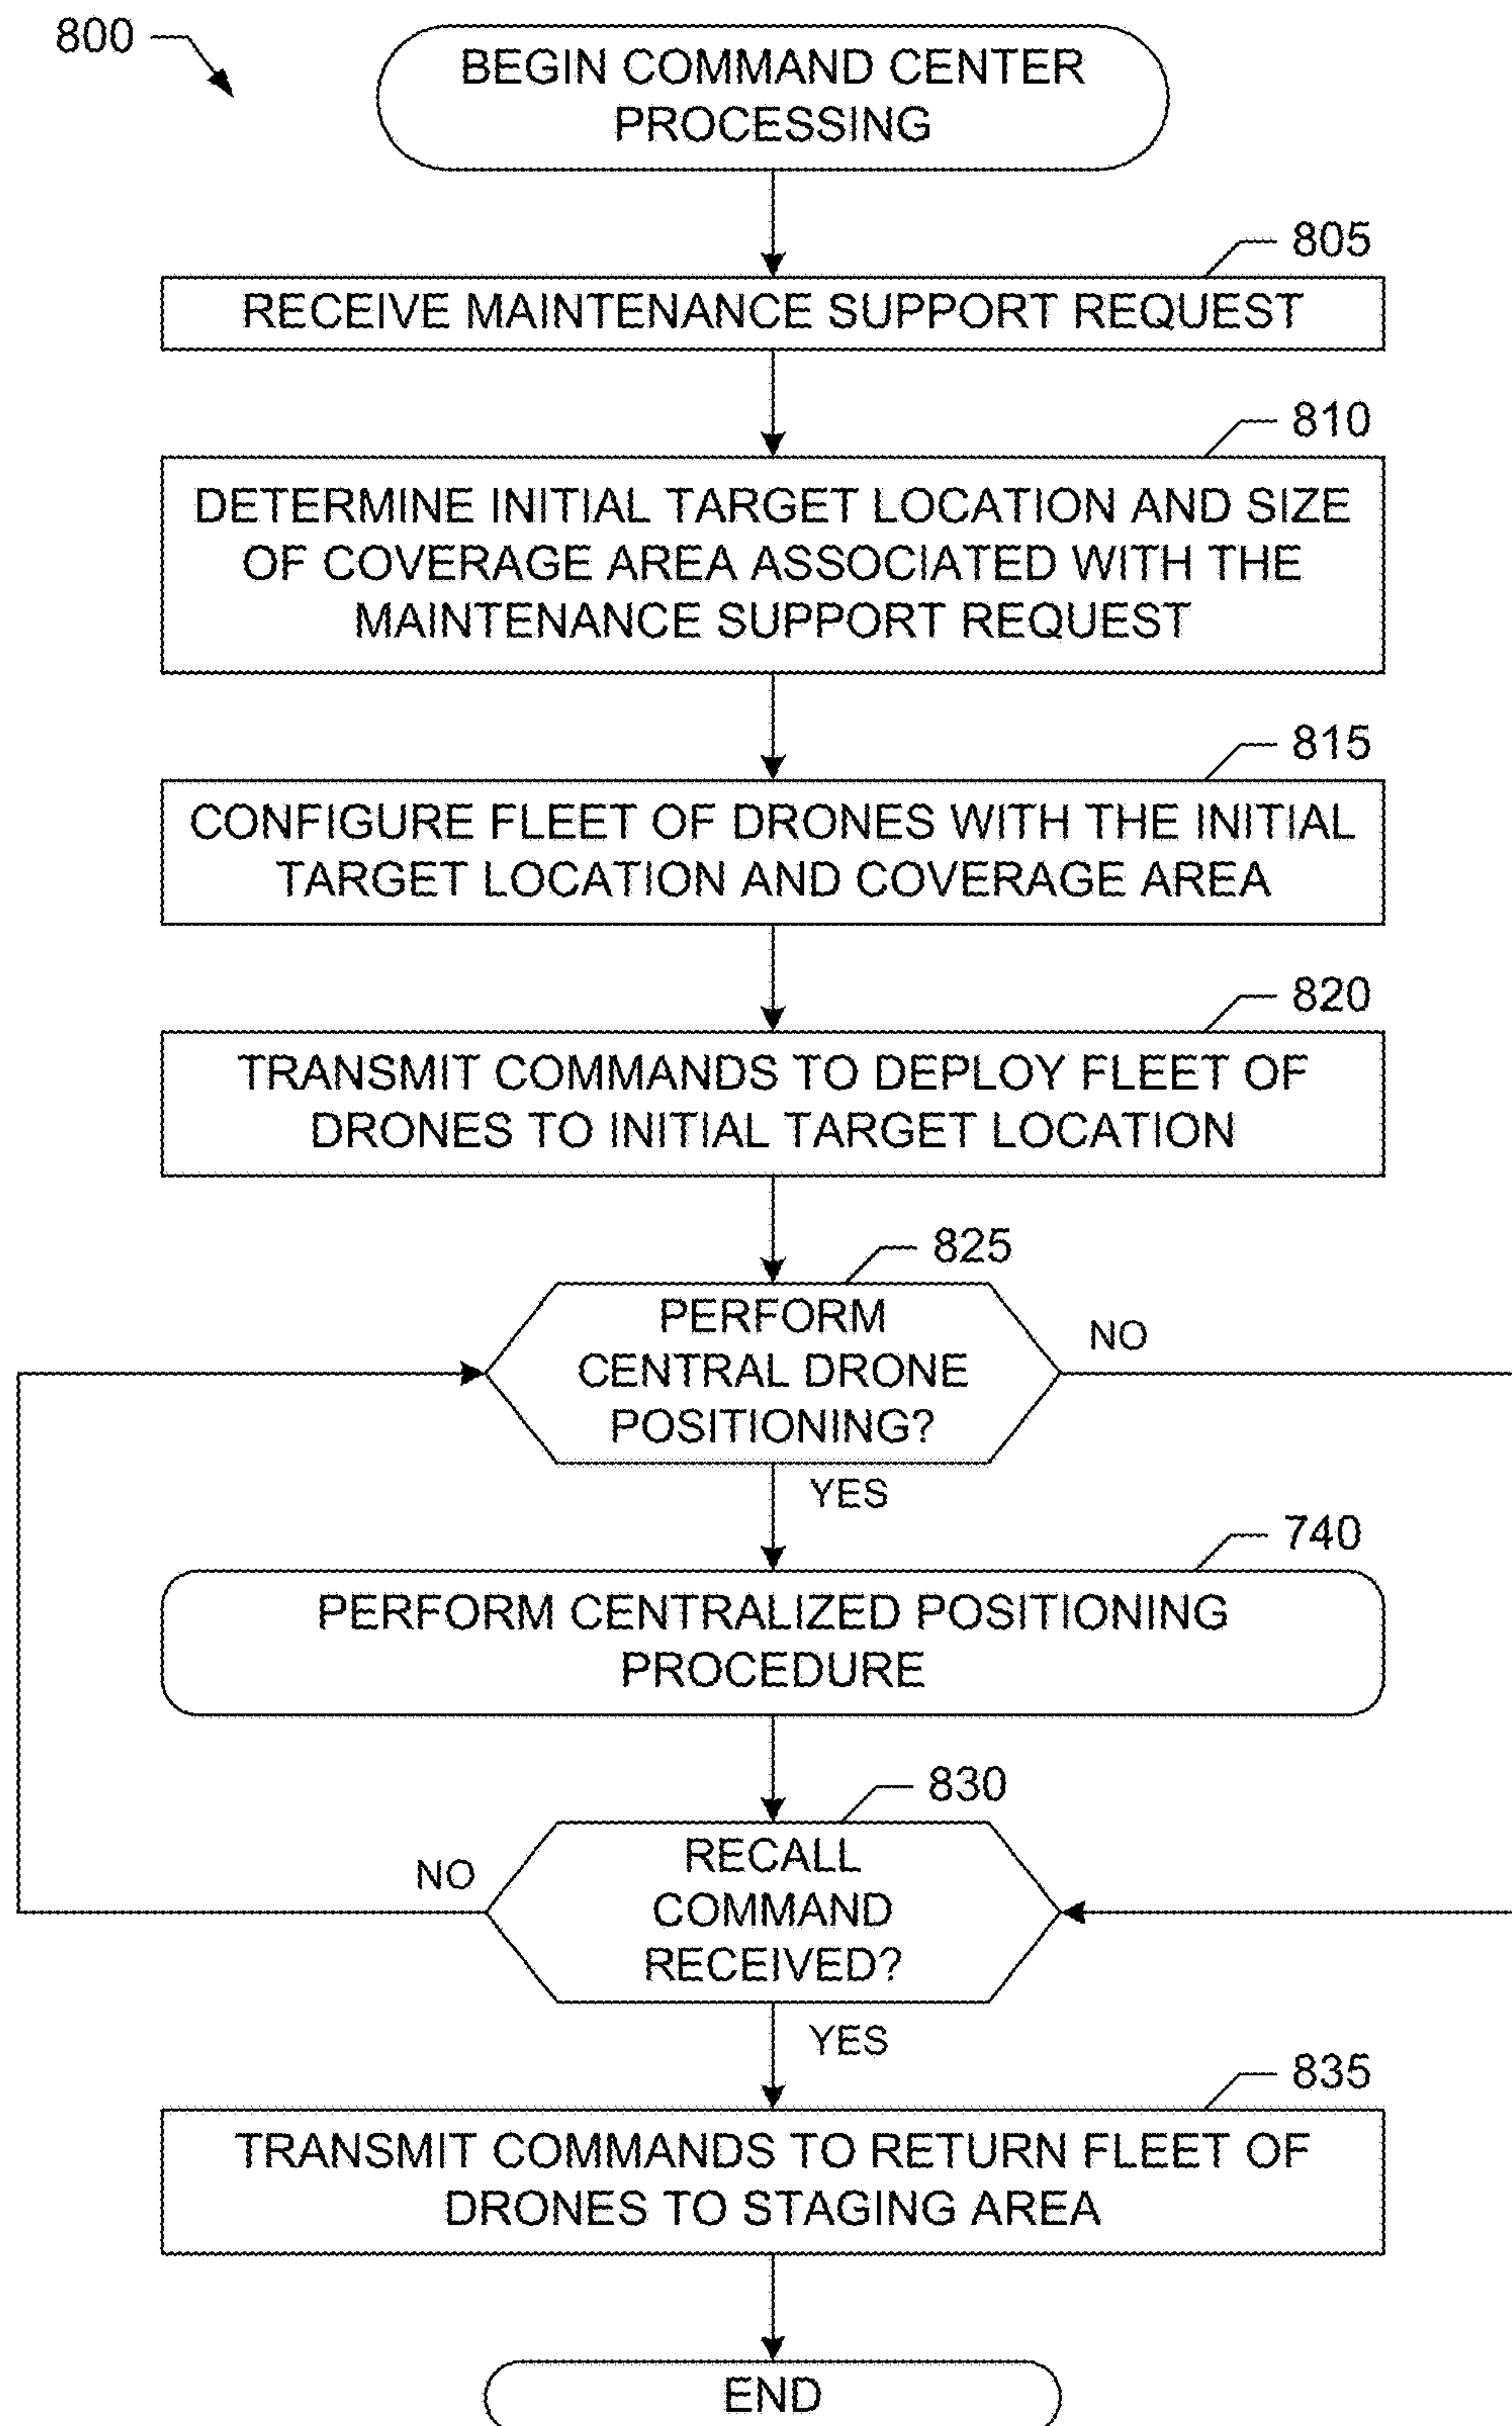 800
BEGIN COMMAND CENTER
PROCESSING
805
RECEIVE MAINTENANCE SUPPORT REQUEST
810
DETERMINE INITIAL TARGET LOCATION AND SIZE
OF COVERAGE AREA ASSOCIATED WITH THE
MAINTENANCE SUPPORT REQUEST
815
CONFIGURE FLEET OF DRONES WITH THE INITIAL
TARGET LOCATION AND COVERAGE AREA
820
TRANSMIT COMMANDS TO DEPLOY FLEET OF
DRONES TO INITIAL TARGET LOCATION
825
PERFORM
CENTRAL DRONE
POSITIONING?
NO
YES
740
PERFORM CENTRALIZED POSITIONING
PROCEDURE
830
RECALL
COMMAND
RECEIVED?
NO
YES
835
TRANSMIT COMMANDS TO RETURN FLEET OF
DRONES TO STAGING AREA
END